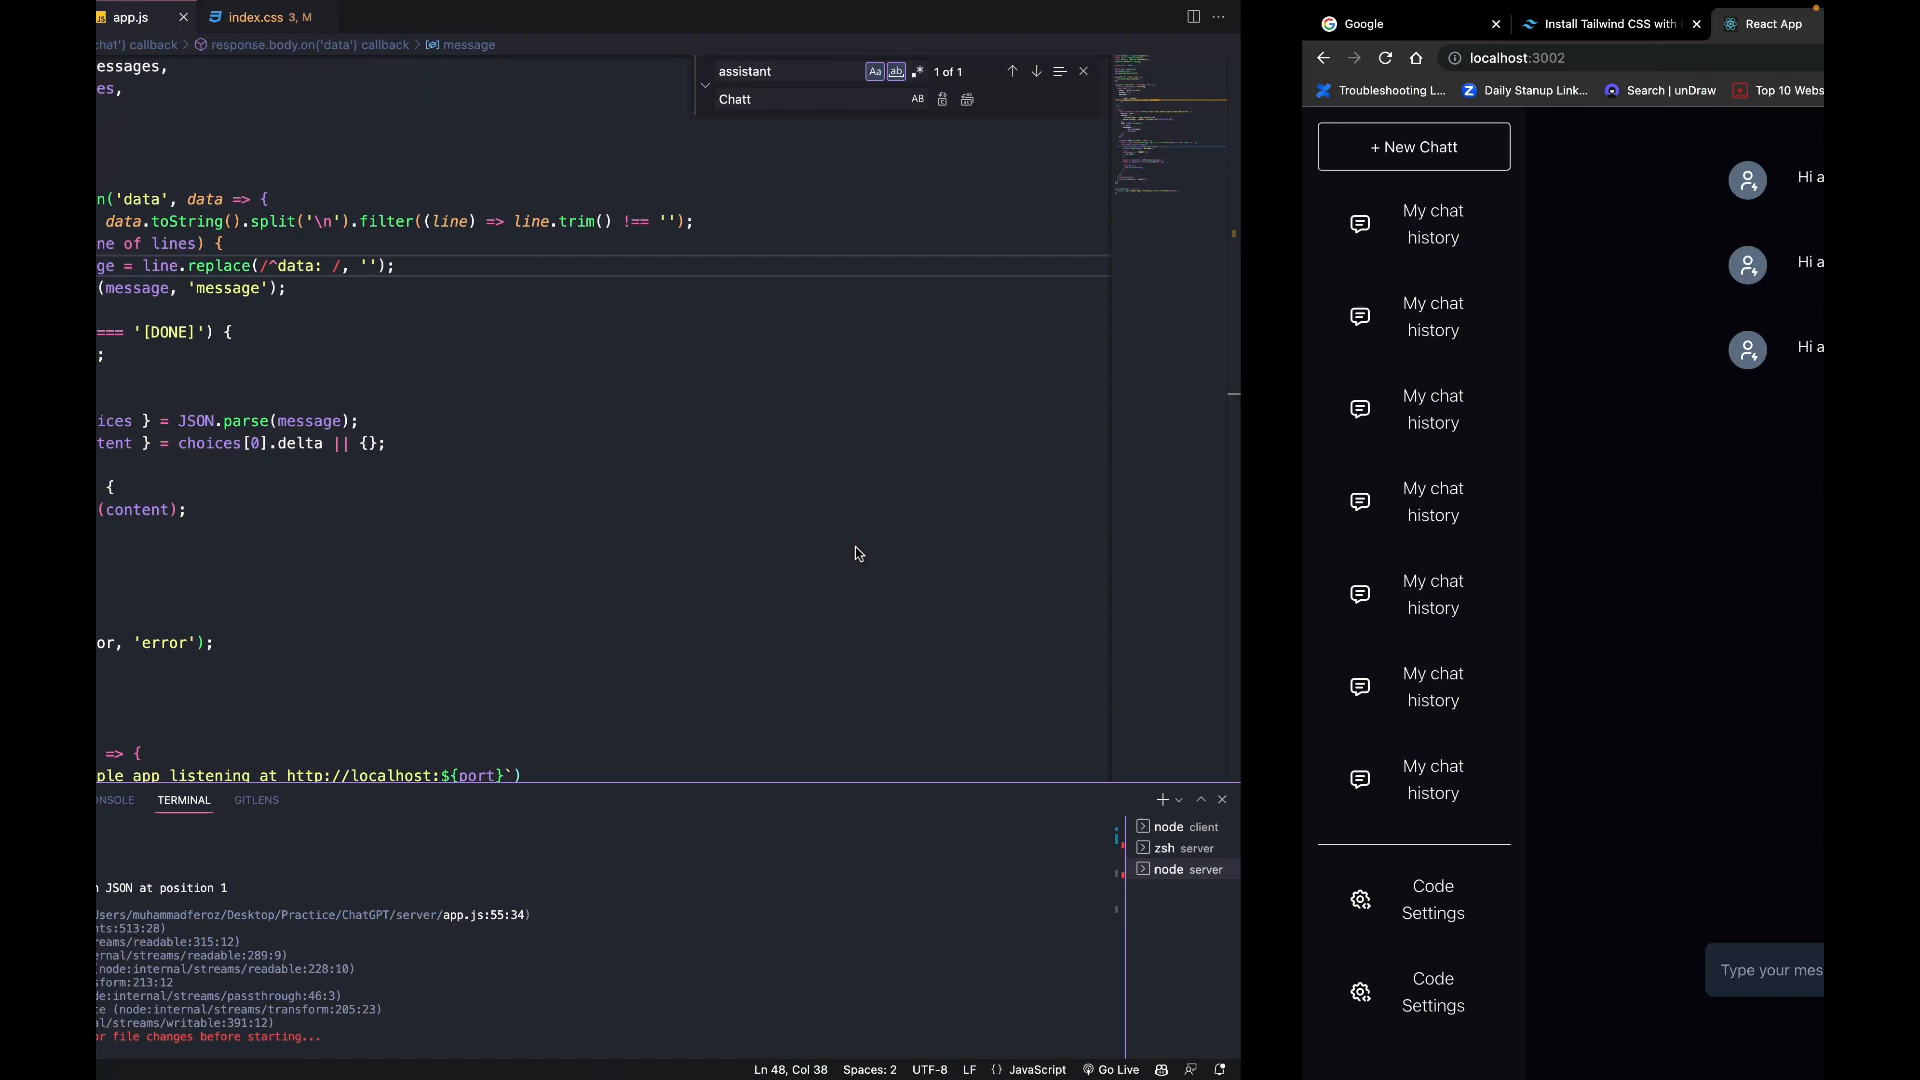 app.js
index.css 3, M
chat') callback > response.body.on('data') callback > message
essages,
es,
assistant
Aa
ab
1 of 1
Chatt
AB
n('data', data => {
data.toString().split('\n').filter((line) => line.trim() !== '');
ne of lines) {
ge = line.replace(/^data: /, '');
(message, 'message');
=== '[DONE]') {
;
ices } = JSON.parse(message);
tent } = choices[0].delta || {};
{
(content);
or, 'error');
=> {
ple app listening at http://localhost:${port}`)
ONSOLE
TERMINAL
GITLENS
node client
zsh server
node server
n JSON at position 1
Users/muhammadferoz/Desktop/Practice/ChatGPT/server/app.js:55:34)
nts:513:28)
reams/readable:315:12)
ernal/streams/readable:289:9)
(node:internal/streams/readable:228:10)
sform:213:12
de:internal/streams/passthrough:46:3)
te (node:internal/streams/transform:205:23)
al/streams/writable:391:12)
or file changes before starting...
Ln 48, Col 38
Spaces: 2
UTF-8
LF
{} JavaScript
Go Live
Google
Install Tailwind CSS with
React App
localhost:3002
Troubleshooting L...
Daily Stanup Link...
Search | unDraw
Top 10 Webs
+ New Chatt
My chat
history
My chat
history
My chat
history
My chat
history
My chat
history
My chat
history
My chat
history
Code
Settings
Code
Settings
Hi a
Hi a
Hi a
Type your mes